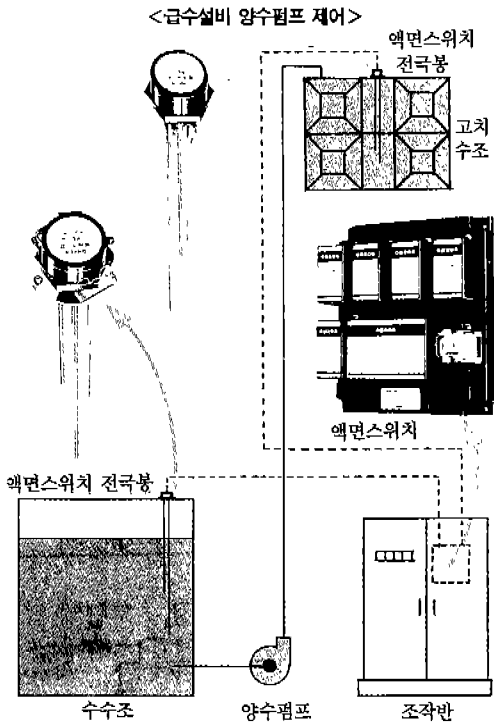 <급수설비 양수펌프 제어>
액면스위치
전극봉
고치
수조
액면스위치
액면스위치 전극봉
수수조
양수펌프
조작반